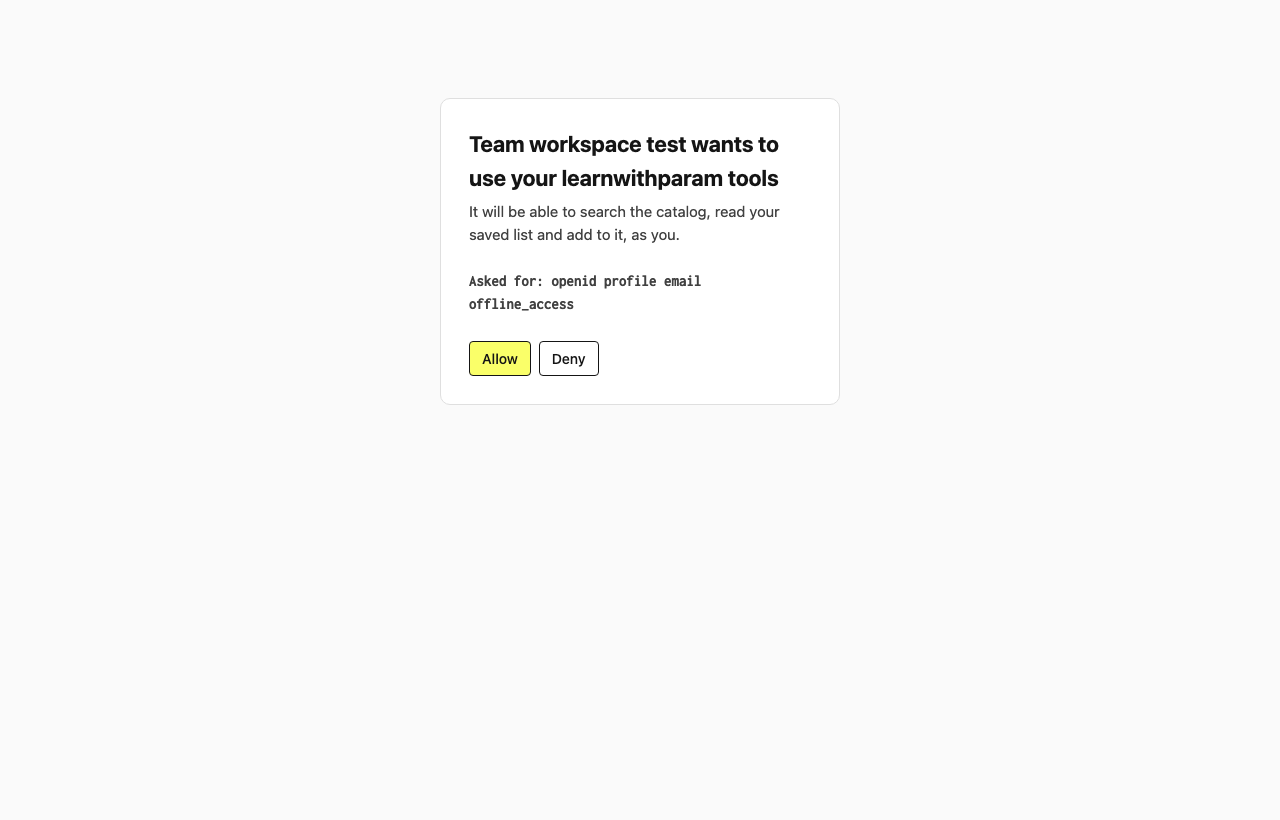 Team workspace test wants to
use your learnwithparam tools
It will be able to search the catalog, read your
saved list and add to it, as you.
Asked for: openid profile email
offline_access
Allow
Deny